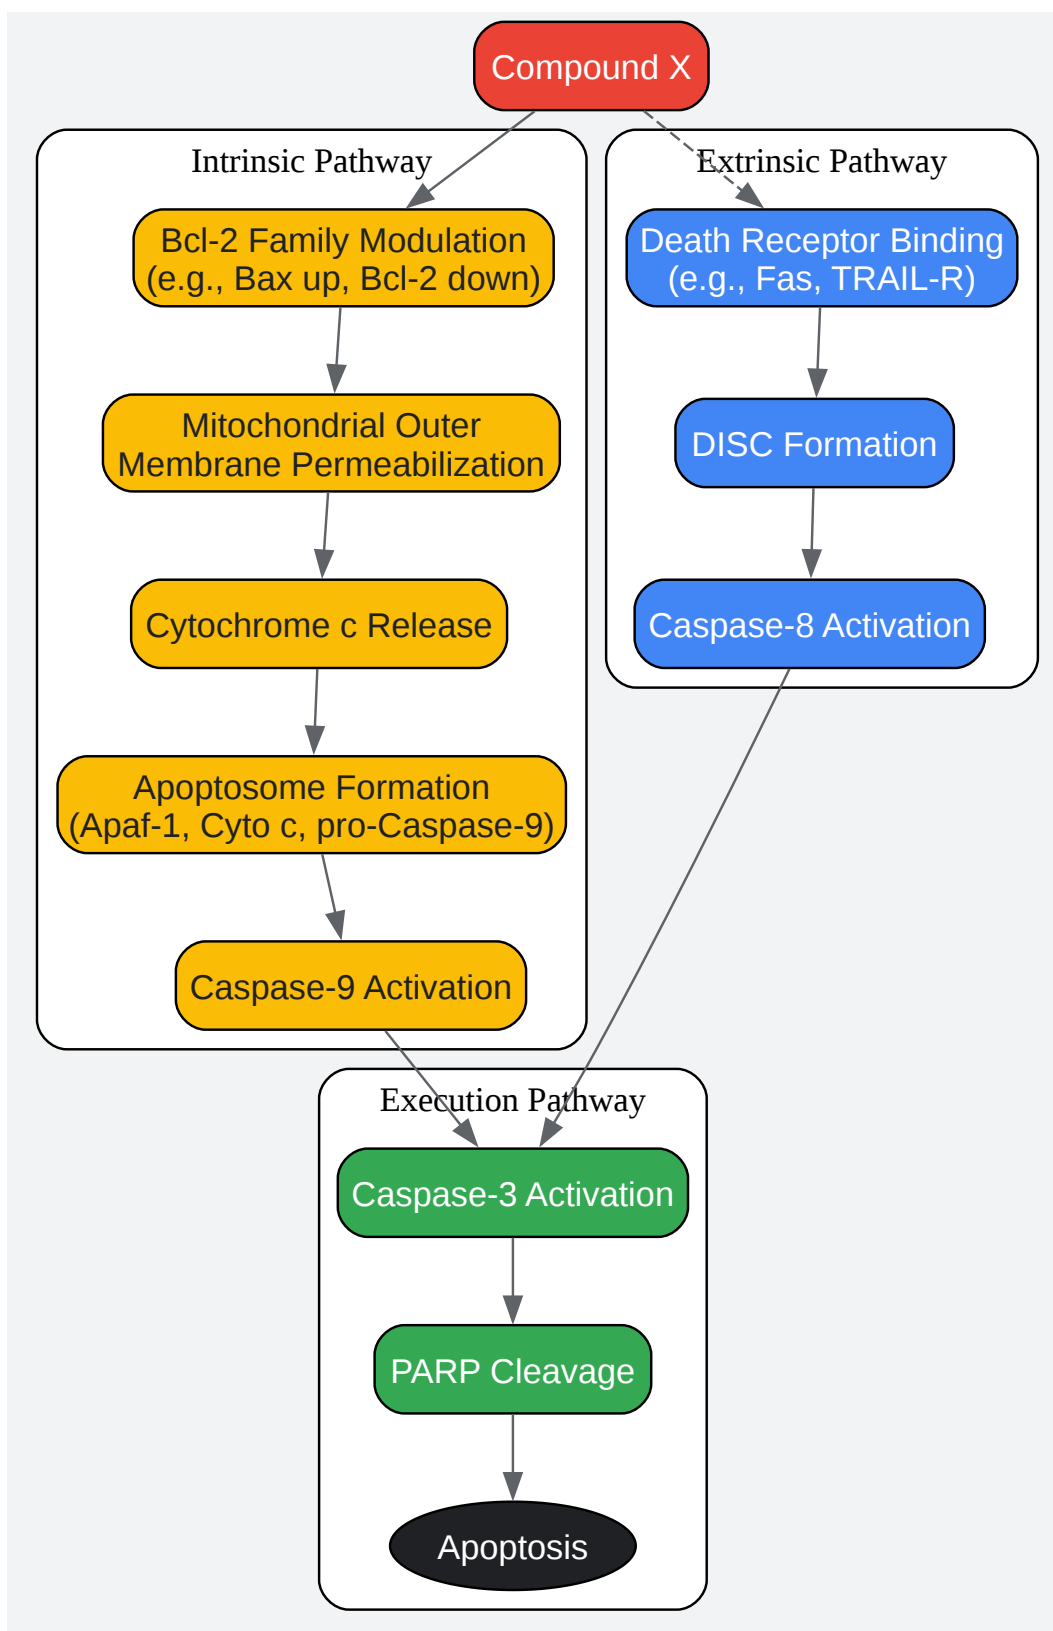 Compound X
Intrinsic Pathway
Bcl-2 Family Modulation
(e.g., Bax up, Bcl-2 down)
Mitochondrial Outer
Membrane Permeabilization
Cytochrome c Release
Apoptosome Formation
(Apaf-1, Cyto c, pro-Caspase-9)
Caspase-9 Activation
Extrinsic Pathway
Death Receptor Binding
(e.g., Fas, TRAIL-R)
DISC Formation
Caspase-8 Activation
Execution Pathway
Caspase-3 Activation
PARP Cleavage
Apoptosis